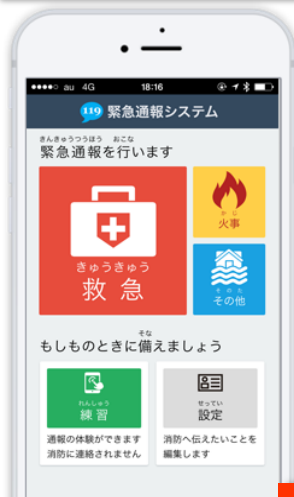 au 4G 18:16
119 緊急通報システム
きんきゅうつうほう おこな
緊急通報を行います
きゅうきゅう
救急
かじ
火事
そのた
その他
そな
もしものときに備えましょう
れんしゅう
練習
通報の体験ができます
消防に連絡されません
せってい
設定
消防へ伝えたいことを
編集します